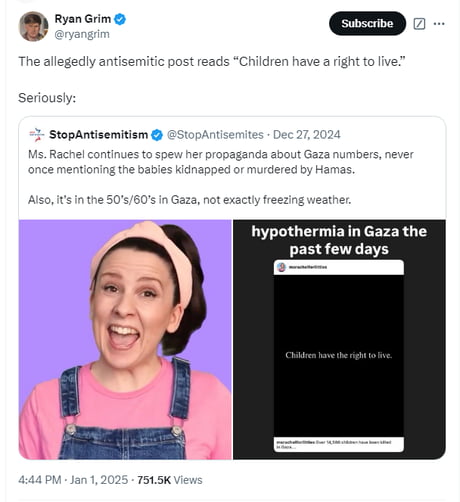 Ryan Grim
@ryangrim
Subscribe
The allegedly antisemitic post reads “Children have a right to live.”
Seriously:
StopAntisemitism @StopAntisemites · Dec 27, 2024
Ms. Rachel continues to spew her propaganda about Gaza numbers, never
once mentioning the babies kidnapped or murdered by Hamas.
Also, it's in the 50's/60's in Gaza, not exactly freezing weather.
hypothermia in Gaza the
past few days
msrachelforlittles
Children have the right to live.
msrachelforlittles Over 14,500 children have been killed
in Gaza...
4:44 PM · Jan 1, 2025 · 751.5K Views